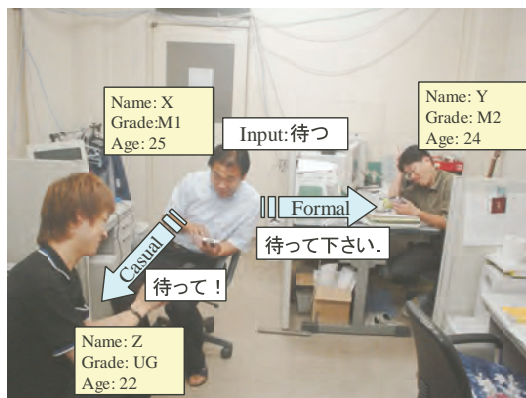 Name: X
Grade:M1
Age: 25
Input:待つ
Name: Y
Grade: M2
Age: 24
Formal
待って下さい.
Casual
待って！
Name: Z
Grade: UG
Age: 22